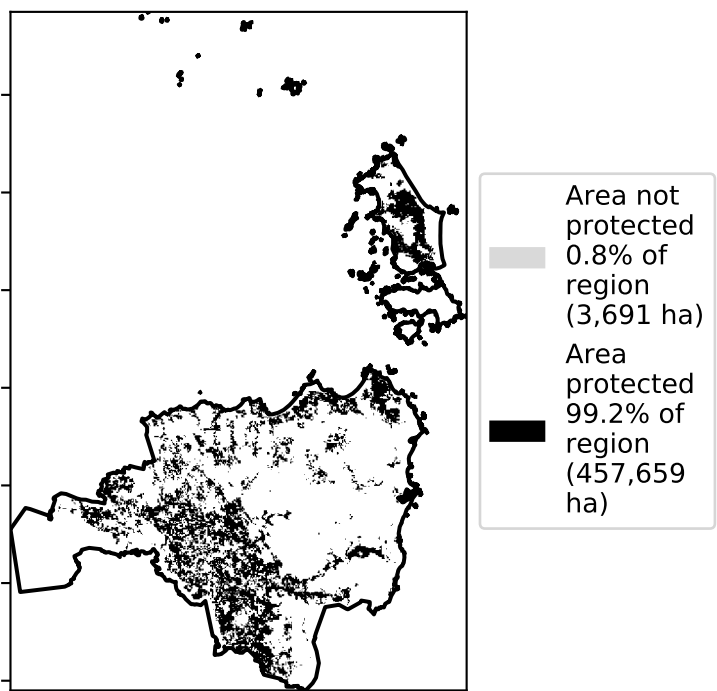 Area not
protected
0.8% of
region
(3,691 ha)
Area
protected
99.2% of
region
(457,659
ha)